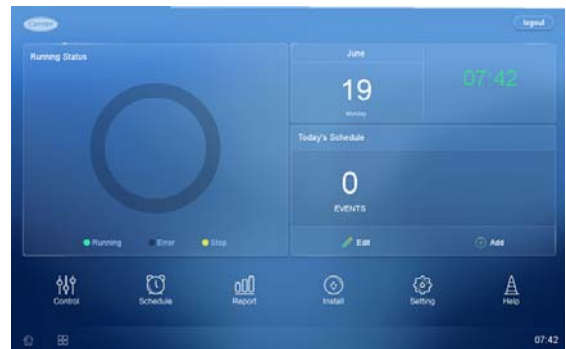 Carrier
logout
Running Status
June
19
Monday
07:42
Today's Schedule
0
EVENTS
Running
Error
Stop
Edit
Add
Control
Schedule
Report
Install
Setting
Help
07:42